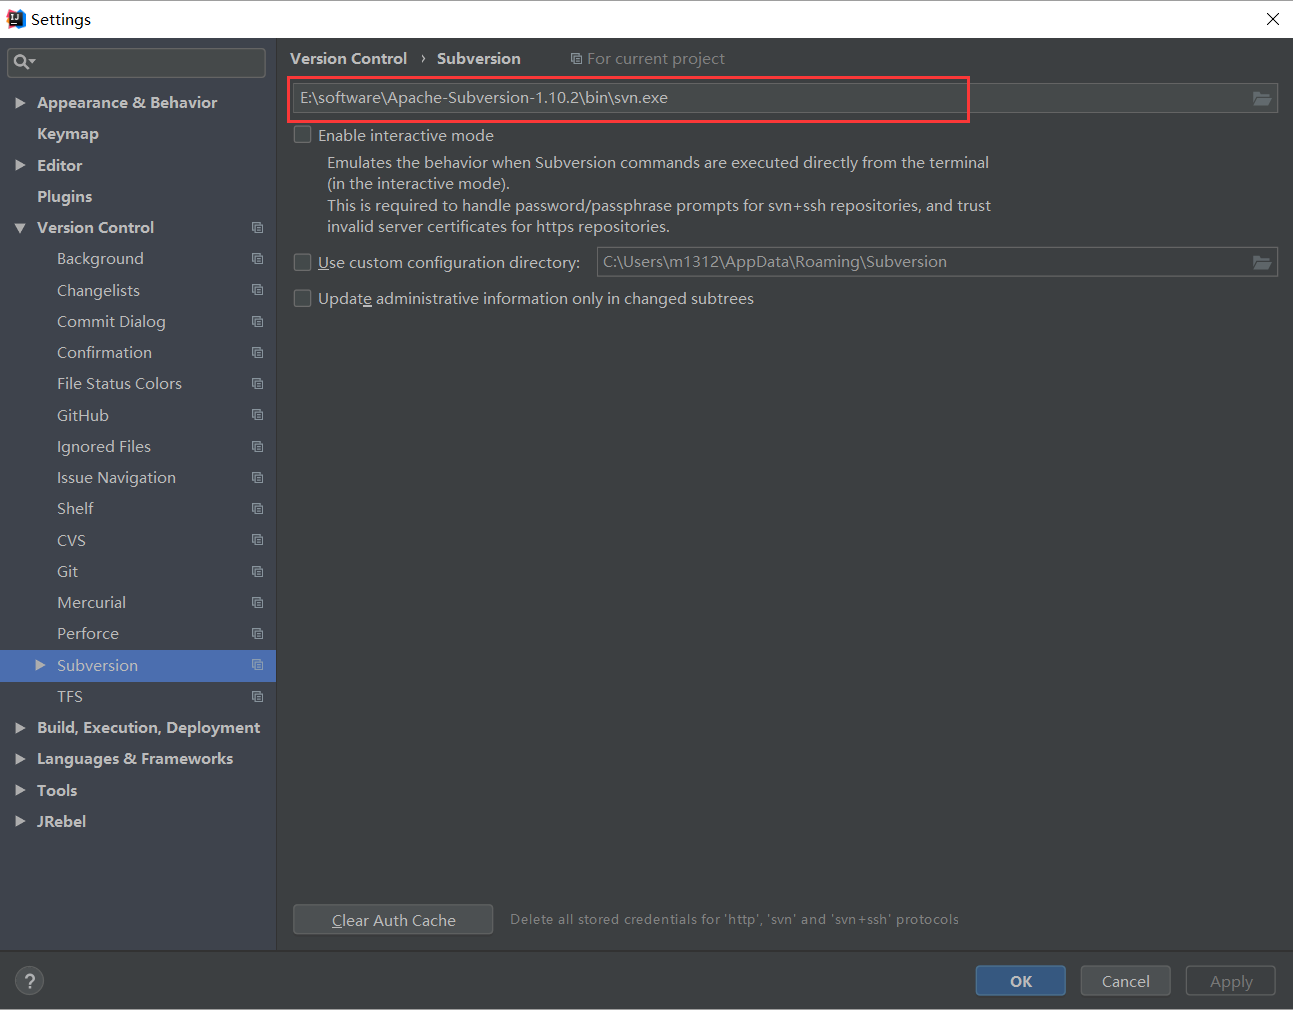 Settings
Version Control › Subversion For current project
E:\software\Apache-Subversion-1.10.2\bin\svn.exe
Enable interactive mode
Emulates the behavior when Subversion commands are executed directly from the terminal
(in the interactive mode).
This is required to handle password/passphrase prompts for svn+ssh repositories, and trust
invalid server certificates for https repositories.
Use custom configuration directory: C:\Users\m1312\AppData\Roaming\Subversion
Update administrative information only in changed subtrees
Appearance & Behavior
Keymap
Editor
Plugins
Version Control
Background
Changelists
Commit Dialog
Confirmation
File Status Colors
GitHub
Ignored Files
Issue Navigation
Shelf
CVS
Git
Mercurial
Perforce
Subversion
TFS
Build, Execution, Deployment
Languages & Frameworks
Tools
JRebel
Clear Auth Cache Delete all stored credentials for 'http', 'svn' and 'svn+ssh' protocols
? OK Cancel Apply